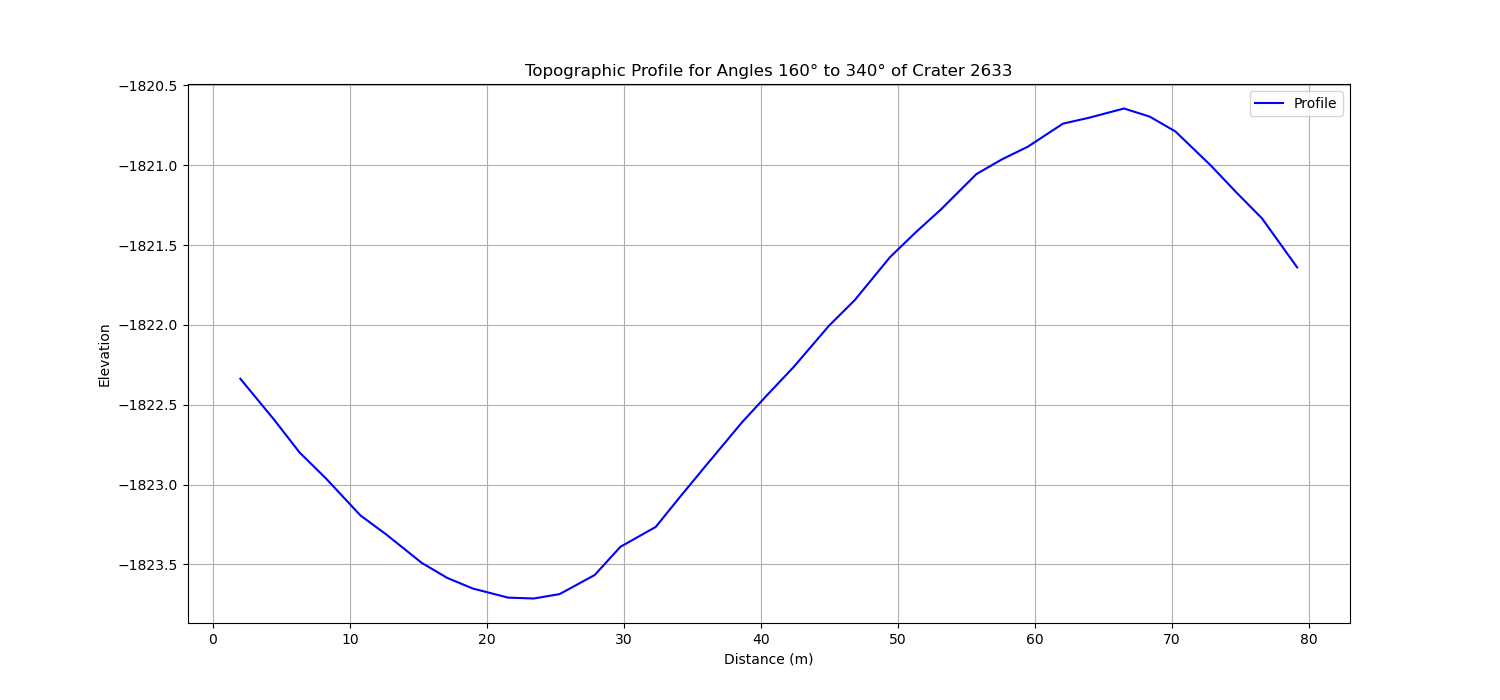 Topographic Profile for Angles 160° to 340° of Crater 2633
Profile
−1820.5
−1821.0
−1821.5
−1822.0
−1822.5
−1823.0
−1823.5
Elevation
0 10 20 30 40 50 60 70 80
Distance (m)